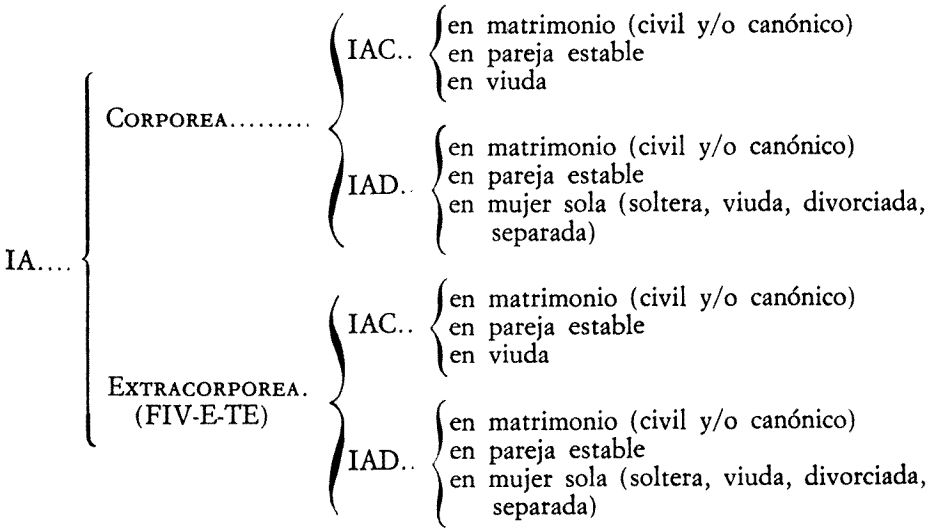 IA....
CORPOREA.........
IAC..
en matrimonio (civil y/o canónico)
en pareja estable
en viuda
IAD..
en matrimonio (civil y/o canónico)
en pareja estable
en mujer sola (soltera, viuda, divorciada,
separada)
EXTRACORPOREA.
(FIV-E-TE)
IAC..
en matrimonio (civil y/o canónico)
en pareja estable
en viuda
IAD..
en matrimonio (civil y/o canónico)
en pareja estable
en mujer sola (soltera, viuda, divorciada,
separada)